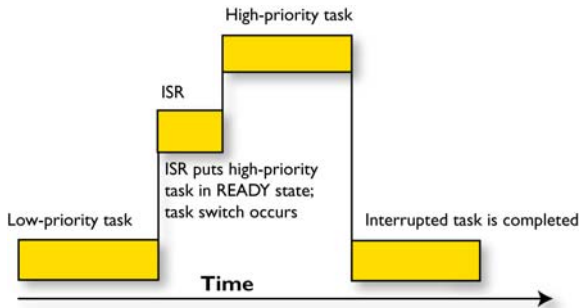 High-priority task
ISR
ISR puts high-priority
task in READY state;
task switch occurs
Low-priority task
Interrupted task is completed
Time